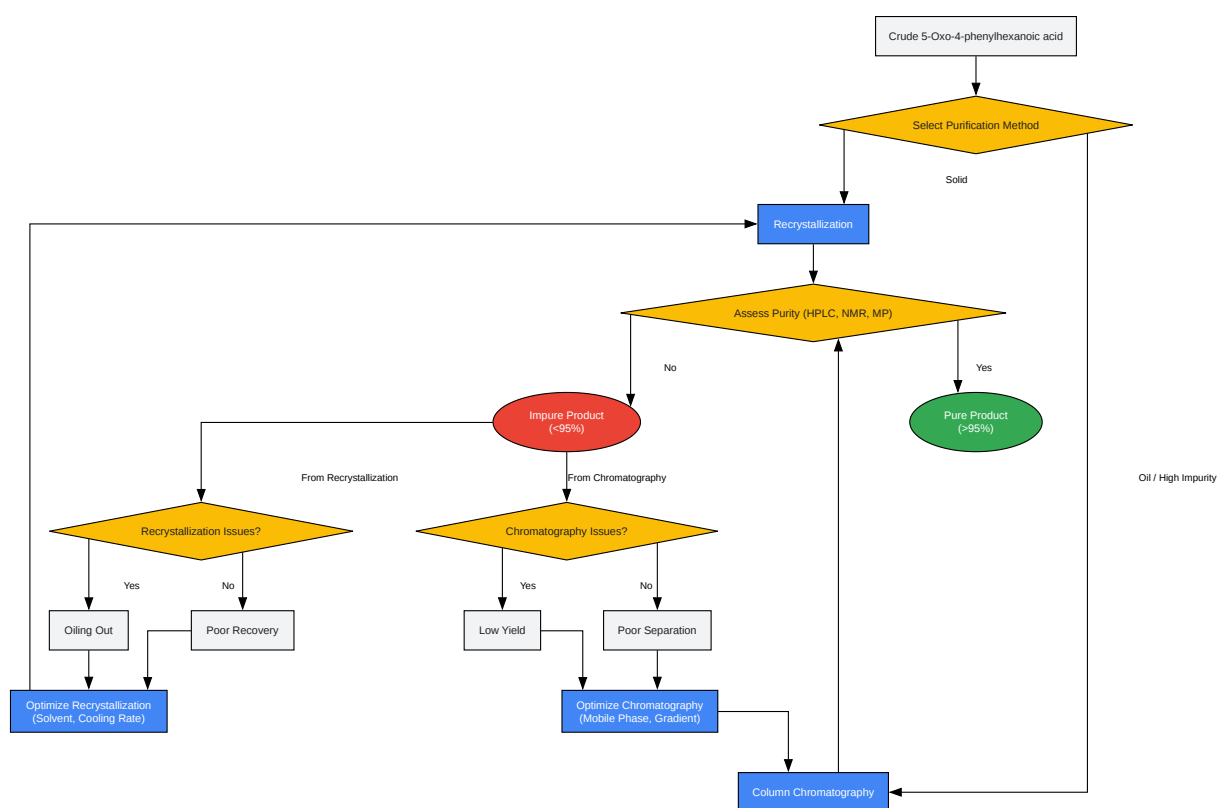 Crude 5-Oxo-4-phenylhexanoic acid
Select Purification Method
Solid
Recrystallization
Assess Purity (HPLC, NMR, MP)
No
Yes
Impure Product
(<95%)
Pure Product
(>95%)
From Recrystallization
From Chromatography
Oil / High Impurity
Recrystallization Issues?
Chromatography Issues?
Yes
No
Yes
No
Oiling Out
Poor Recovery
Low Yield
Poor Separation
Optimize Recrystallization
(Solvent, Cooling Rate)
Optimize Chromatography
(Mobile Phase, Gradient)
Column Chromatography